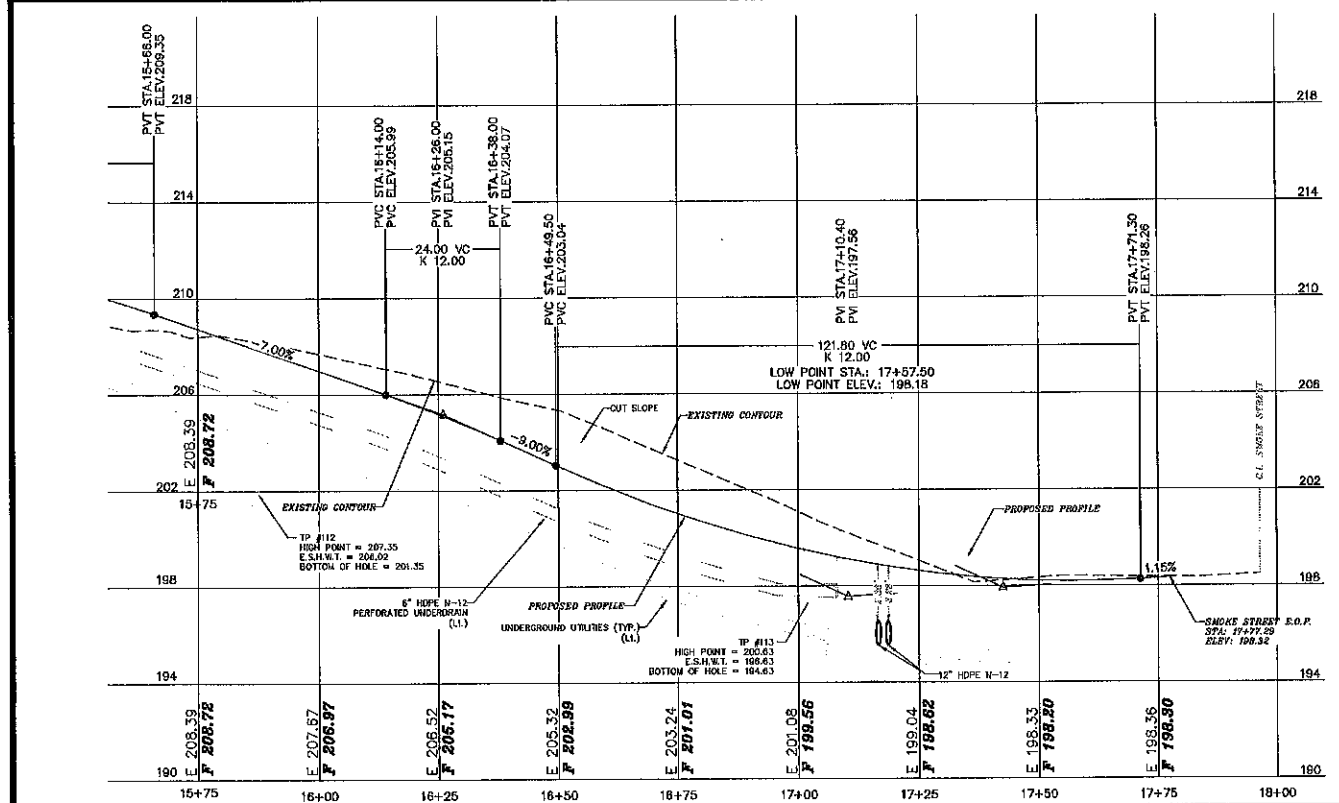 PVT STA.15+66.00
PVT ELEV.209.35
PVC STA.16+14.00
PVC ELEV.205.99
PVI STA.16+26.00
PVI ELEV.205.15
PVT STA.16+38.00
PVT ELEV.204.07
PVC STA.16+49.50
PVC ELEV.203.04
PVI STA.17+10.40
PVI ELEV.197.56
PVT STA.17+71.30
PVT ELEV.198.26
218
218
214
214
210
210
206
206
202
202
198
198
194
194
190
190
24.00 VC
K 12.00
121.80 VC
K 12.00
LOW POINT STA.: 17+57.50
LOW POINT ELEV.: 198.18
-7.00%
-9.00%
1.15%
CUT SLOPE
EXISTING CONTOUR
EXISTING CONTOUR
PROPOSED PROFILE
PROPOSED PROFILE
C.L. SMOKE STREET
E 208.39
F 208.72
15+75
TP #112
HIGH POINT = 207.35
E.S.H.W.T. = 206.02
BOTTOM OF HOLE = 201.35
6" HDPE N-12
PERFORATED UNDERDRAIN
(Lt.)
UNDERGROUND UTILITIES (TYP.)
(Lt.)
TP #113
HIGH POINT = 200.63
E.S.H.W.T. = 196.63
BOTTOM OF HOLE = 194.63
12" HDPE N-12
SMOKE STREET E.O.P.
STA: 17+77.29
ELEV: 198.32
E 208.39
F 208.72
E 207.67
F 206.97
E 206.52
F 205.17
E 205.32
F 202.99
E 203.24
F 201.01
E 201.08
F 199.56
E 199.04
F 198.62
E 198.33
F 198.20
E 198.36
F 198.30
15+75
16+00
16+25
16+50
16+75
17+00
17+25
17+50
17+75
18+00